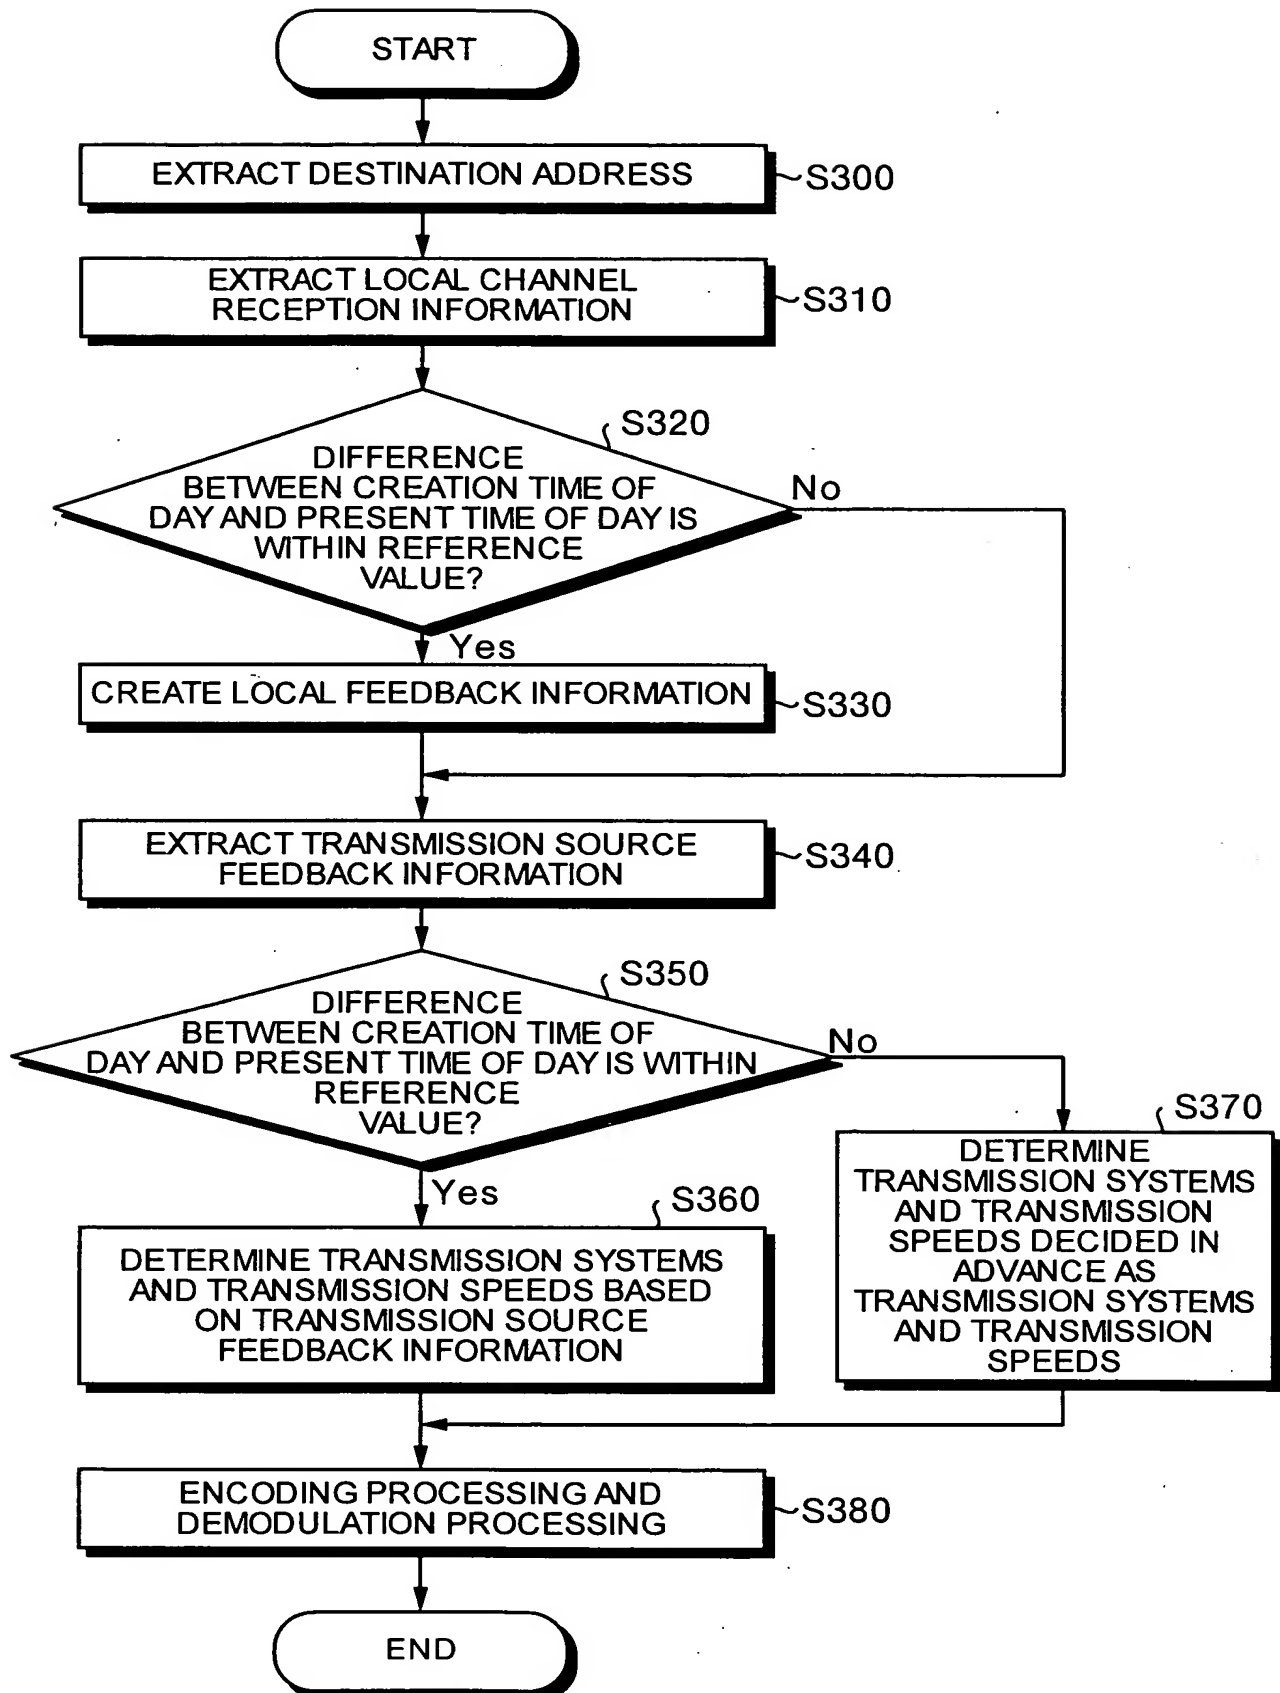 START
EXTRACT DESTINATION ADDRESS
S300
EXTRACT LOCAL CHANNEL
RECEPTION INFORMATION
S310
S320
DIFFERENCE
BETWEEN CREATION TIME OF
DAY AND PRESENT TIME OF DAY IS
WITHIN REFERENCE
VALUE?
No
Yes
CREATE LOCAL FEEDBACK INFORMATION
S330
EXTRACT TRANSMISSION SOURCE
FEEDBACK INFORMATION
S340
S350
DIFFERENCE
BETWEEN CREATION TIME OF
DAY AND PRESENT TIME OF DAY IS WITHIN
REFERENCE
VALUE?
No
Yes
S370
DETERMINE
TRANSMISSION SYSTEMS
AND TRANSMISSION
SPEEDS DECIDED IN
ADVANCE AS
TRANSMISSION SYSTEMS
AND TRANSMISSION
SPEEDS
S360
DETERMINE TRANSMISSION SYSTEMS
AND TRANSMISSION SPEEDS BASED
ON TRANSMISSION SOURCE
FEEDBACK INFORMATION
ENCODING PROCESSING AND
DEMODULATION PROCESSING
S380
END